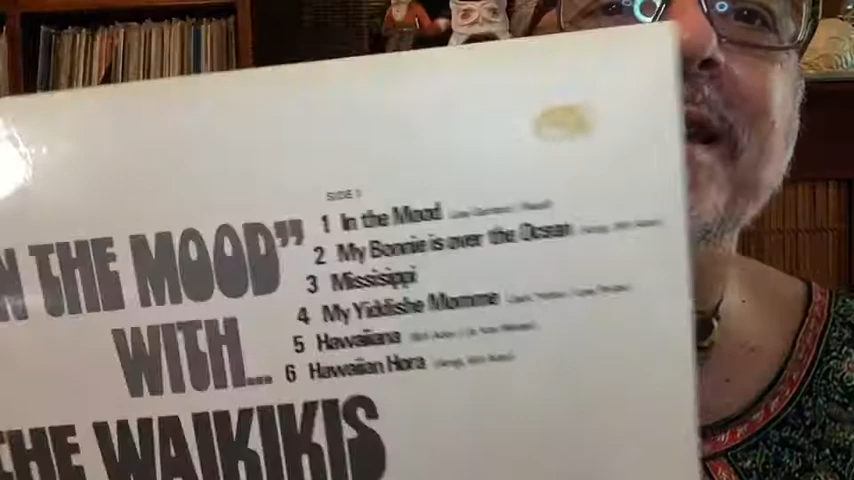 SIDE 1
N THE MOOD"
WITH...
THE WAIKIKIS
1 In the Mood
2 My Bonnie is over the Ocean
3 Missisippi
4 My Yiddishe Momme
5 Hawaiiana
6 Hawaiian Hora